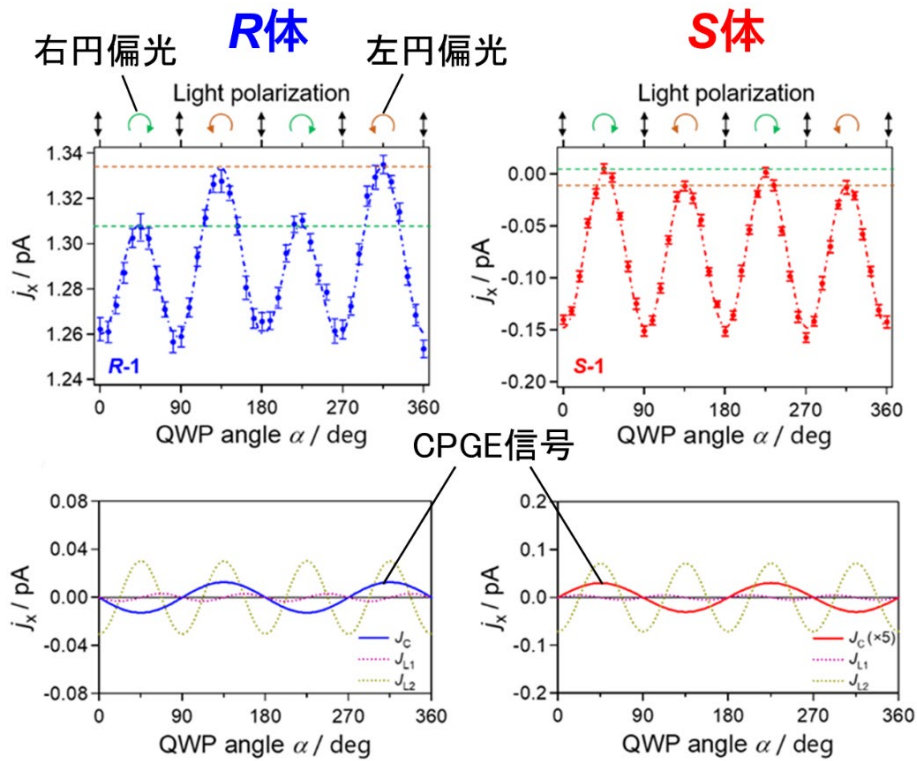 R体
S体
右円偏光
左円偏光
Light polarization
Light polarization
1.34
1.32
1.30
1.28
1.26
1.24
jx / pA
R-1
0 90 180 270 360
QWP angle α / deg
0.00
-0.05
-0.10
-0.15
-0.20
jx / pA
S-1
0 90 180 270 360
QWP angle α / deg
CPGE信号
0.08
0.04
0.00
-0.04
-0.08
jx / pA
JC
JL1
JL2
0 90 180 270 360
QWP angle α / deg
0.2
0.1
0.0
-0.1
-0.2
jx / pA
JC (×5)
JL1
JL2
0 90 180 270 360
QWP angle α / deg